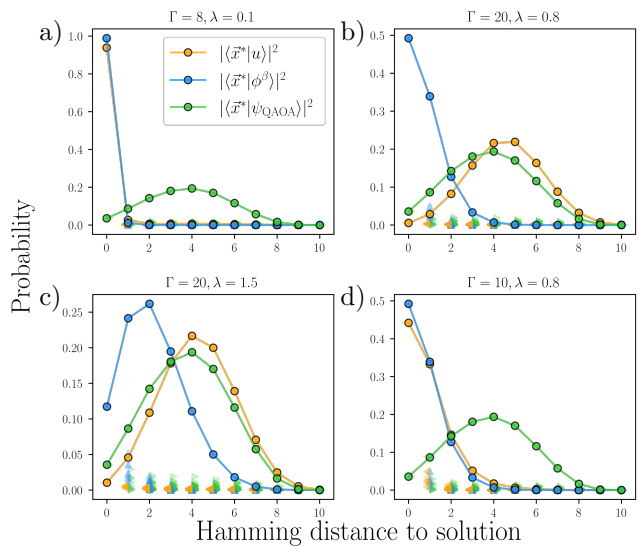 Γ = 8, λ = 0.1
a)
|⟨x⃗*|u⟩|²
|⟨x⃗*|ϕ^β⟩|²
|⟨x⃗*|ψ_QAOA⟩|²
1.0
0.8
0.6
0.4
0.2
0.0
0 2 4 6 8 10
Γ = 20, λ = 0.8
b)
0.5
0.4
0.3
0.2
0.1
0.0
0 2 4 6 8 10
Probability
Γ = 20, λ = 1.5
c)
0.25
0.20
0.15
0.10
0.05
0.00
0 2 4 6 8 10
Γ = 10, λ = 0.8
d)
0.5
0.4
0.3
0.2
0.1
0.0
0 2 4 6 8 10
Hamming distance to solution